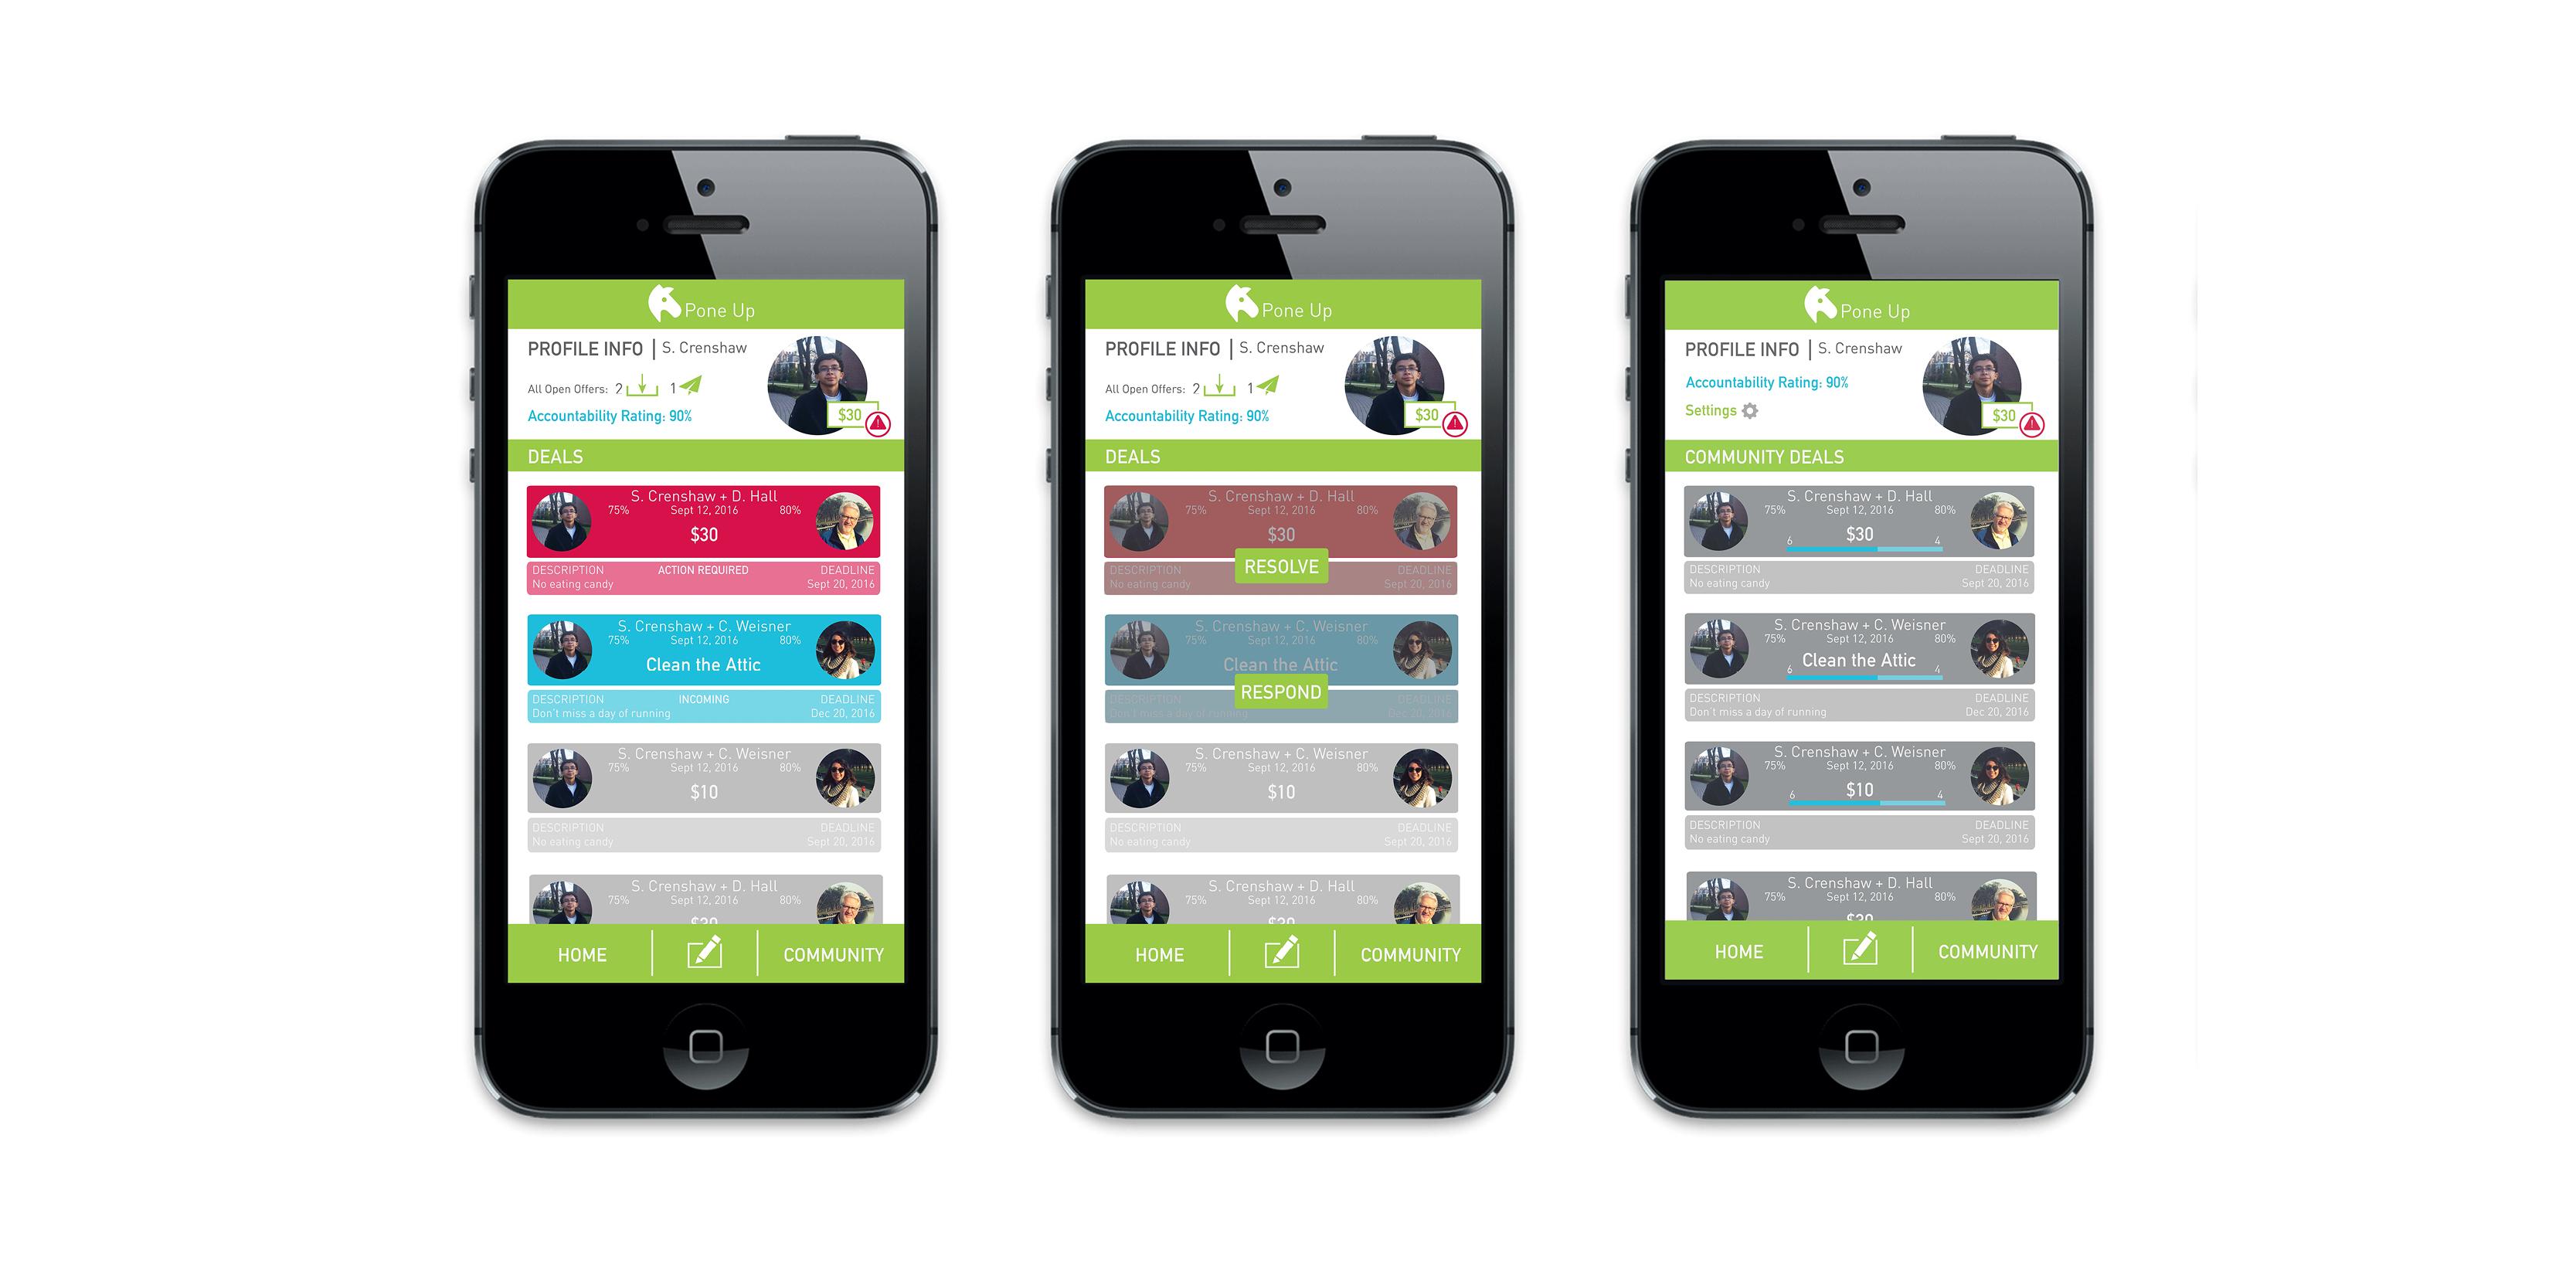 Pone Up
PROFILE INFO | S. Crenshaw
All Open Offers: 2 1
Accountability Rating: 90%
$30
DEALS
S. Crenshaw + D. Hall
75% Sept 12, 2016 80%
$30
DESCRIPTION ACTION REQUIRED DEADLINE
No eating candy Sept 20, 2016
S. Crenshaw + C. Weisner
75% Sept 12, 2016 80%
Clean the Attic
DESCRIPTION INCOMING DEADLINE
Don't miss a day of running Dec 20, 2016
S. Crenshaw + C. Weisner
75% Sept 12, 2016 80%
$10
DESCRIPTION DEADLINE
No eating candy Sept 20, 2016
S. Crenshaw + D. Hall
75% Sept 12, 2016 80%
$30
HOME COMMUNITY
Pone Up
PROFILE INFO | S. Crenshaw
All Open Offers: 2 1
Accountability Rating: 90%
$30
DEALS
S. Crenshaw + D. Hall
75% Sept 12, 2016 80%
$30
RESOLVE
DESCRIPTION DEADLINE
No eating candy Sept 20, 2016
S. Crenshaw + C. Weisner
75% Sept 12, 2016 80%
Clean the Attic
RESPOND
DESCRIPTION DEADLINE
Don't miss a day of running Dec 20, 2016
S. Crenshaw + C. Weisner
75% Sept 12, 2016 80%
$10
DESCRIPTION DEADLINE
No eating candy Sept 20, 2016
S. Crenshaw + D. Hall
75% Sept 12, 2016 80%
$30
HOME COMMUNITY
Pone Up
PROFILE INFO | S. Crenshaw
Accountability Rating: 90%
Settings
$30
COMMUNITY DEALS
S. Crenshaw + D. Hall
75% Sept 12, 2016 80%
$30
6 4
DESCRIPTION DEADLINE
No eating candy Sept 20, 2016
S. Crenshaw + C. Weisner
75% Sept 12, 2016 80%
Clean the Attic
6 4
DESCRIPTION DEADLINE
Don't miss a day of running Dec 20, 2016
S. Crenshaw + C. Weisner
75% Sept 12, 2016 80%
$10
6 4
DESCRIPTION DEADLINE
No eating candy Sept 20, 2016
S. Crenshaw + D. Hall
75% Sept 12, 2016 80%
$30
HOME COMMUNITY